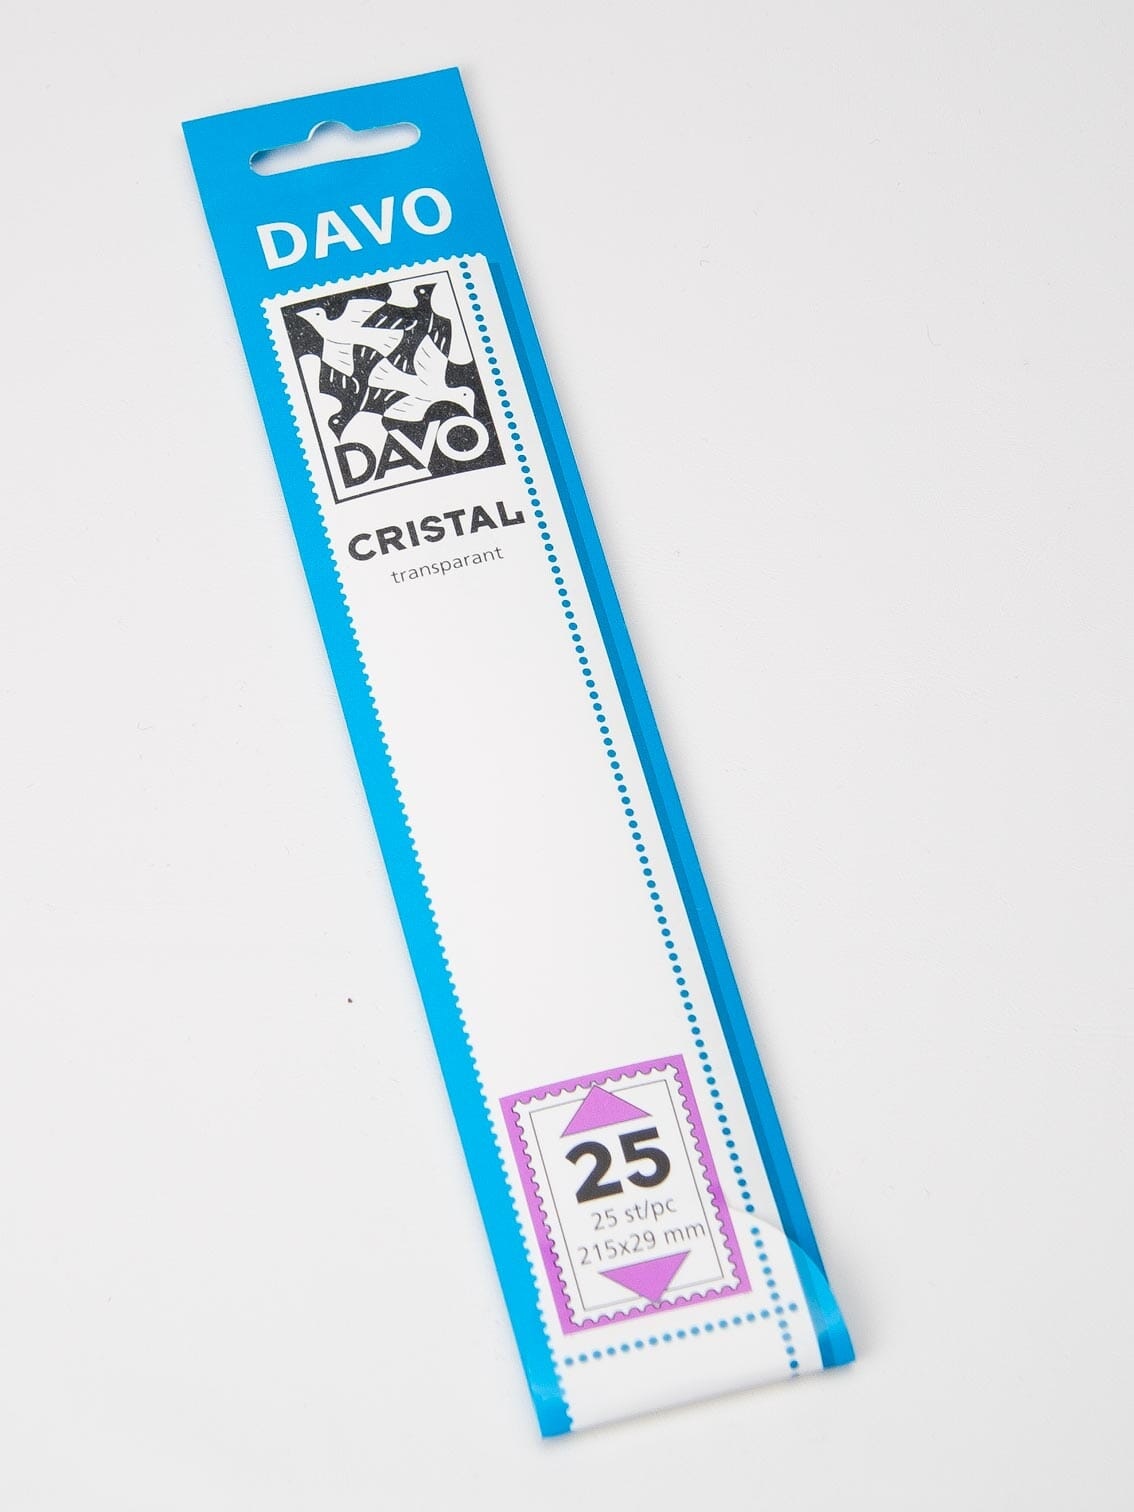 DAVO
DAVO
CRISTAL
transparant
25
25 st/pc
215x29 mm